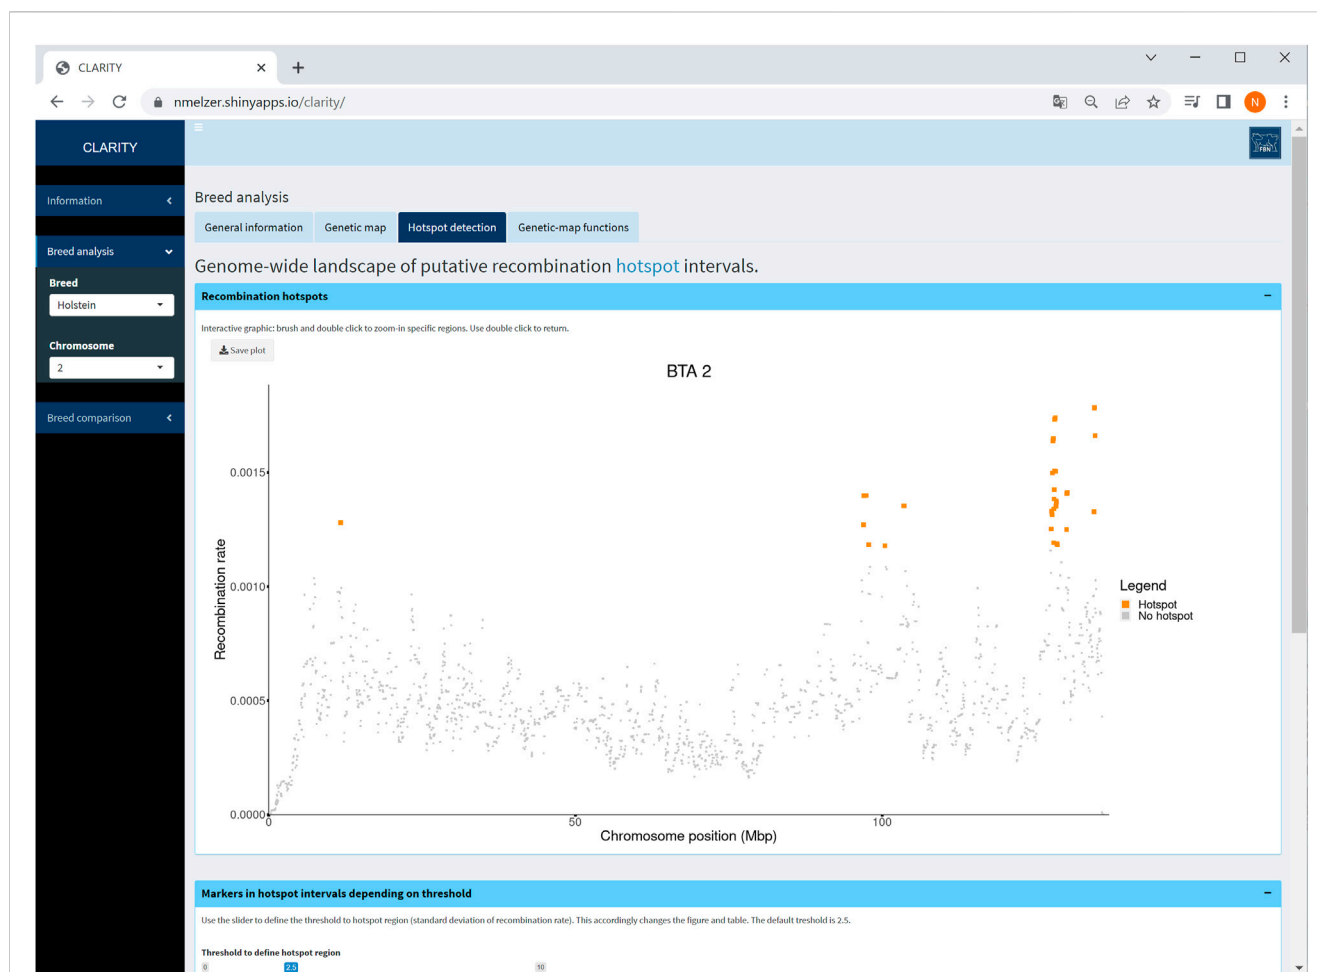 CLARITY
nmelzer.shinyapps.io/clarity/
N
CLARITY
FBN
Information
Breed analysis
Breed
Holstein
Chromosome
2
Breed comparison
Breed analysis
General information
Genetic map
Hotspot detection
Genetic-map functions
Genome-wide landscape of putative recombination hotspot intervals.
Recombination hotspots
Interactive graphic: brush and double click to zoom-in specific regions. Use double click to return.
Save plot
BTA 2
0.0015
0.0010
0.0005
0.0000
Recombination rate
0
50
100
Chromosome position (Mbp)
Legend
Hotspot
No hotspot
Markers in hotspot intervals depending on threshold
Use the slider to define the threshold to hotspot region (standard deviation of recombination rate). This accordingly changes the figure and table. The default treshold is 2.5.
Threshold to define hotspot region
0
2.5
10